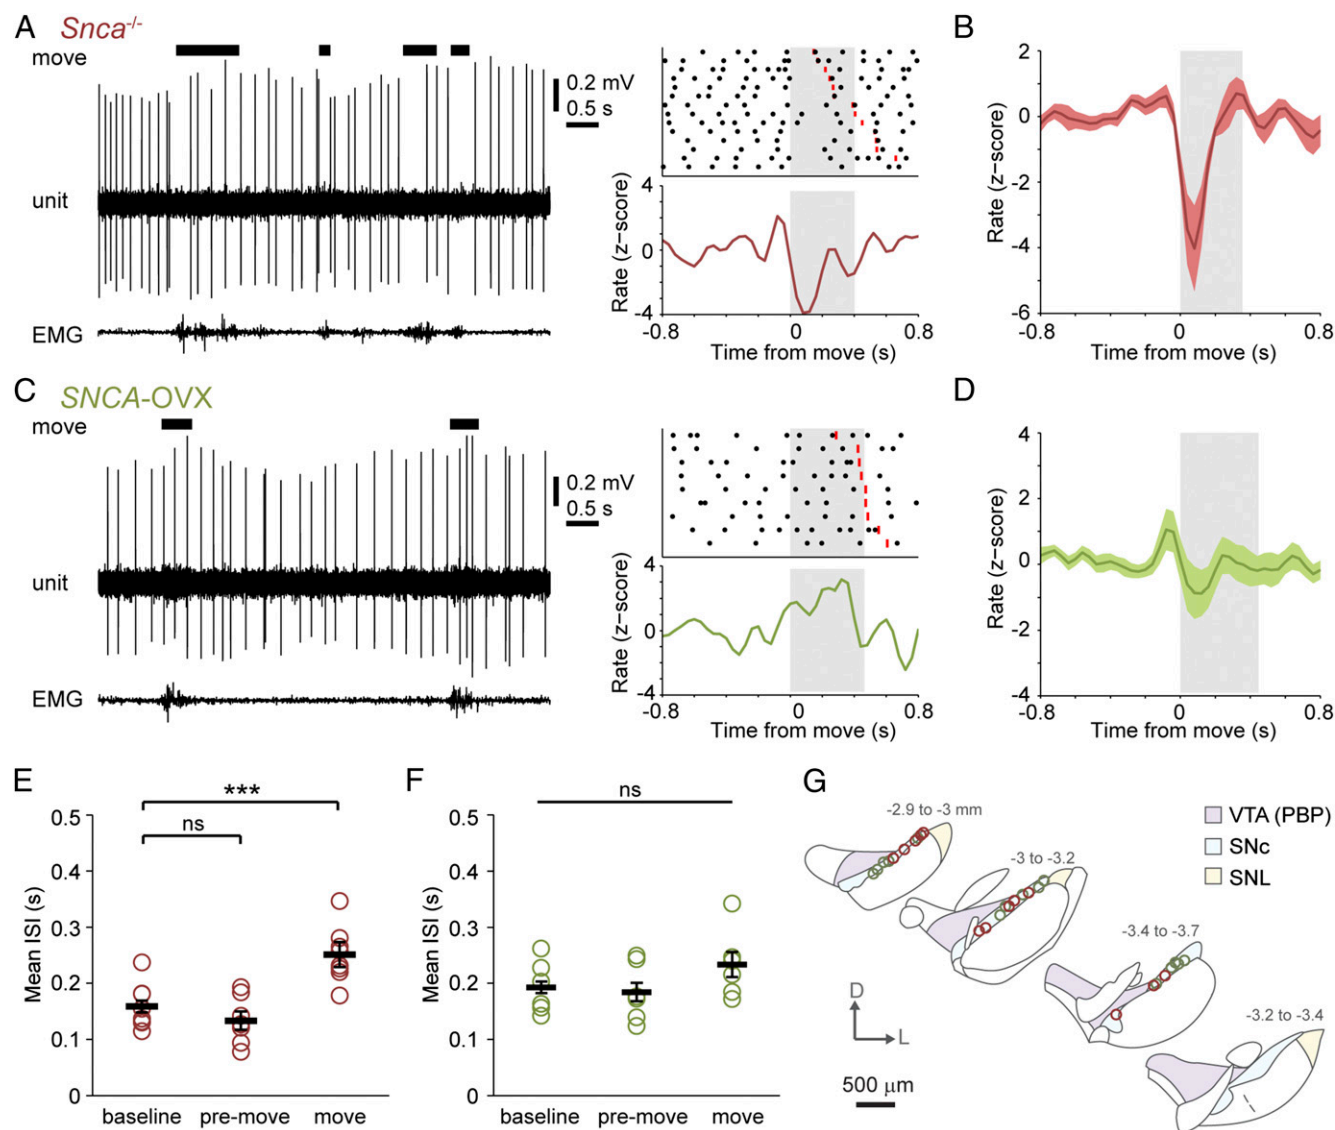 A Snca-/-
move
unit
EMG
0.2 mV
0.5 s
Rate (z−score)
4
0
-4
-0.8 0 0.8
Time from move (s)
B
Rate (z−score)
2
0
-2
-4
-6
-0.8 0 0.8
Time from move (s)
C SNCA-OVX
move
unit
EMG
0.2 mV
0.5 s
Rate (z−score)
4
0
-4
-0.8 0 0.8
Time from move (s)
D
Rate (z−score)
4
2
0
-2
-4
-0.8 0 0.8
Time from move (s)
E
***
ns
Mean ISI (s)
0.5
0.4
0.3
0.2
0.1
0
baseline pre-move move
F
ns
Mean ISI (s)
0.5
0.4
0.3
0.2
0.1
0
baseline pre-move move
G
-2.9 to -3 mm
-3 to -3.2
-3.4 to -3.7
-3.2 to -3.4
VTA (PBP)
SNc
SNL
D
L
500 μm